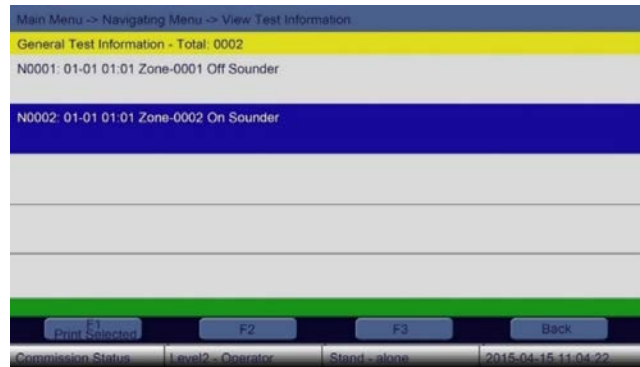 Main Menu -> Navigating Menu -> View Test Information
General Test Information - Total: 0002
N0001: 01-01 01:01 Zone-0001 Off Sounder
N0002: 01-01 01:01 Zone-0002 On Sounder
F1 F2 F3 Back
Print Selected
Commission Status Level2 - Operator Stand - alone 2015-04-15 11:04:22